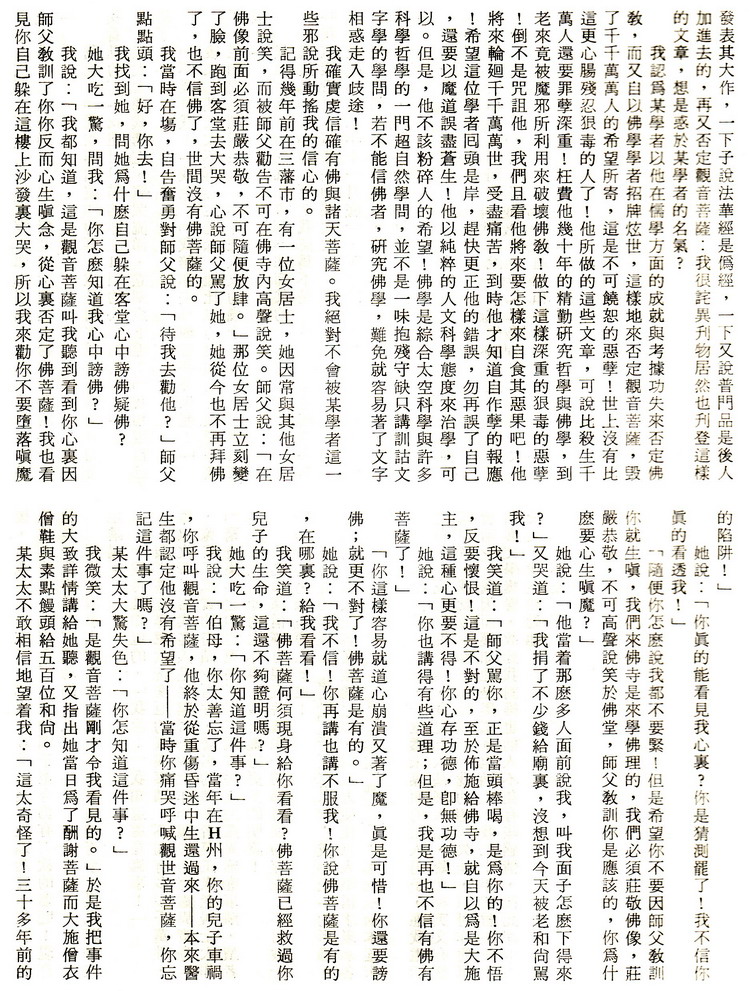 發表其大作，一下子說法華經是僞經，一下又說普門品是後人
加進去的，再又否定觀音菩薩：我很詫異刊物居然也刊登這樣
的文章，想是惑於某學者的名氣？
我認爲某學者以他在儒學方面的成就與考據功失來否定佛
敎，而又自以佛學學者招牌炫世，這樣地來否定觀音菩薩，毀
了千千萬萬人的希望所寄，這是不可饒恕的惡孽！世上沒有比
這更心腸殘忍狠毒的人了！他所做的這些文章，可說比殺生千
萬人還要罪孽深重！枉費他幾十年的精勤硏究哲學與佛學，到
老來竟被魔邪所利用來破壞佛敎！做下這樣深重的狠毒的惡孽
！倒不是咒詛他，我們且看他將來要怎樣來自食其惡果吧！他
將來輪廻千千萬萬世，受盡痛苦，到時他才知道自作孽的報應
！希望這位學者囘頭是岸，趕快更正他的錯誤，勿再誤了自己
，還要以魔道誤盡蒼生！他以純粹的人文科學態度來治學，可
以。但是，他不該粉碎人的希望！佛學是綜合太空科學與許多
科學哲學的一門超自然學問，並不是一味抱殘守缺只講訓詁文
字學的學問，若不能信佛者，硏究佛學，難免就容易著了文字
相惑走入歧途！
我確實虔信確有佛與諸天菩薩。我絕對不會被某學者這一
些邪說所動搖我的信心的。
記得幾年前在三藩市，有一位女居士，她因常與其他女居
士說笑，而被師父勸告不可在佛寺內高聲說笑。師父說：「在
佛像前面必須莊嚴恭敬，不可隨便放肆。」那位女居士立刻變
了臉，跑到客堂去大哭，心說師父罵了她，她從今也不再拜佛
了，也不信佛了，世間沒有佛菩薩的。
我當時在塲，自告奮勇對師父說：「待我去勸他？」師父
點點頭：「好，你去！」
我找到她，問她爲什麽自己躲在客堂心中謗佛疑佛？
她大吃一驚，問我：「你怎麽知道我心中謗佛？」
我說：「我都知道，這是觀音菩薩叫我聽到看到你心裏因
師父敎訓了你你反而心生嗔念，從心裏否定了佛菩薩！我也看
見你自己躲在這樓上沙發裏大哭，所以我來勸你不要墮落嗔魔
的陷阱！」
她說：「你眞的能看見我心裏？你是猜測罷了！我不信你
眞的看透我！」
「隨便你怎麽說我都不要緊！但是希望你不要因師父敎訓
你就生嗔，我們來佛寺是來學佛理的，我們必須莊敬佛像，莊
嚴恭敬，不可高聲說笑於佛堂，師父敎訓你是應該的，你爲什
麽要心生嗔魔？」
她說：「他當着那麽多人面前說我，叫我面子怎麽下得來
？」又哭道：「我捐了不少錢給廟裏，沒想到今天被老和尙罵
我！」
我笑道：「師父罵你，正是當頭棒喝，是爲你的！你不悟
，反要懷恨！這是不對的，至於佈施給佛寺，就自以爲是大施
主，這種心更要不得！你心存功德，卽無功德！」
她說：「你也講得有些道理；但是，我是再也不信有佛有
菩薩了！」
「你這樣容易就道心崩潰又著了魔，眞是可惜！你還要謗
佛；就更不對了！佛菩薩是有的。」
她說：「我不信！你再講也講不服我！你說佛菩薩是有的
，在哪裏？給我看看！」
我笑道：「佛菩薩何須現身給你看看？佛菩薩已經救過你
兒子的生命，這還不夠證明嗎？」
她大吃一驚：「你知道這件事？」
我說：「伯母，你太善忘了，當年在H州，你的兒子車禍
，你呼叫觀音菩薩，他終於從重傷昏迷中生還過來——本來醫
生都認定他沒有希望了——當時你痛哭呼喊觀世音菩薩，你忘
記這件事了嗎？」
某太太大驚失色：「你怎知道這件事？」
我微笑：「是觀音菩薩剛才令我看見的。」於是我把事件
的大致詳情講給她聽，又指出她當日爲了酬謝菩薩而大施僧衣
僧鞋與素點饅頭給五百位和尙。
某太太不敢相信地望着我：「這太奇怪了！三十多年前的